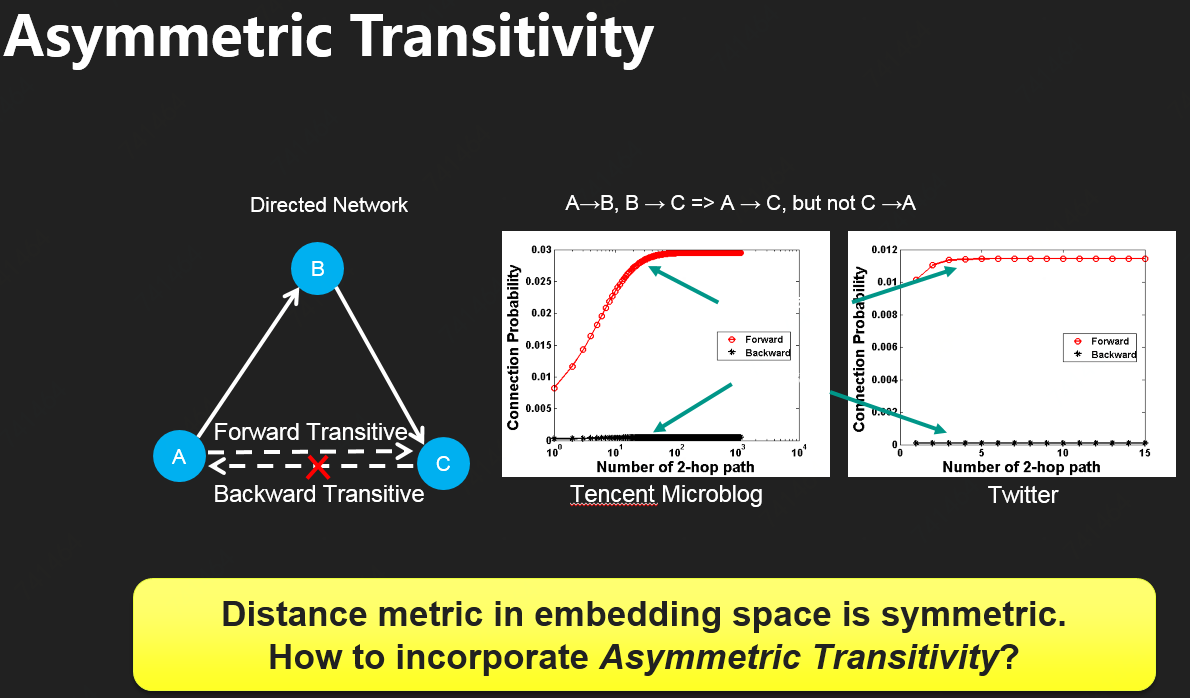 Asymmetric Transitivity
Directed Network
B
A
C
Forward Transitive
Backward Transitive
A→B, B → C => A → C, but not C →A
Connection Probability
0.03
0.025
0.02
0.015
0.01
0.005
0
10^0
10^1
10^2
10^3
10^4
Number of 2-hop path
Forward
Backward
Tencent Microblog
Connection Probability
0.012
0.01
0.008
0.006
0.004
0.002
0
0
5
10
15
Number of 2-hop path
Forward
Backward
Twitter
Distance metric in embedding space is symmetric.
How to incorporate Asymmetric Transitivity?